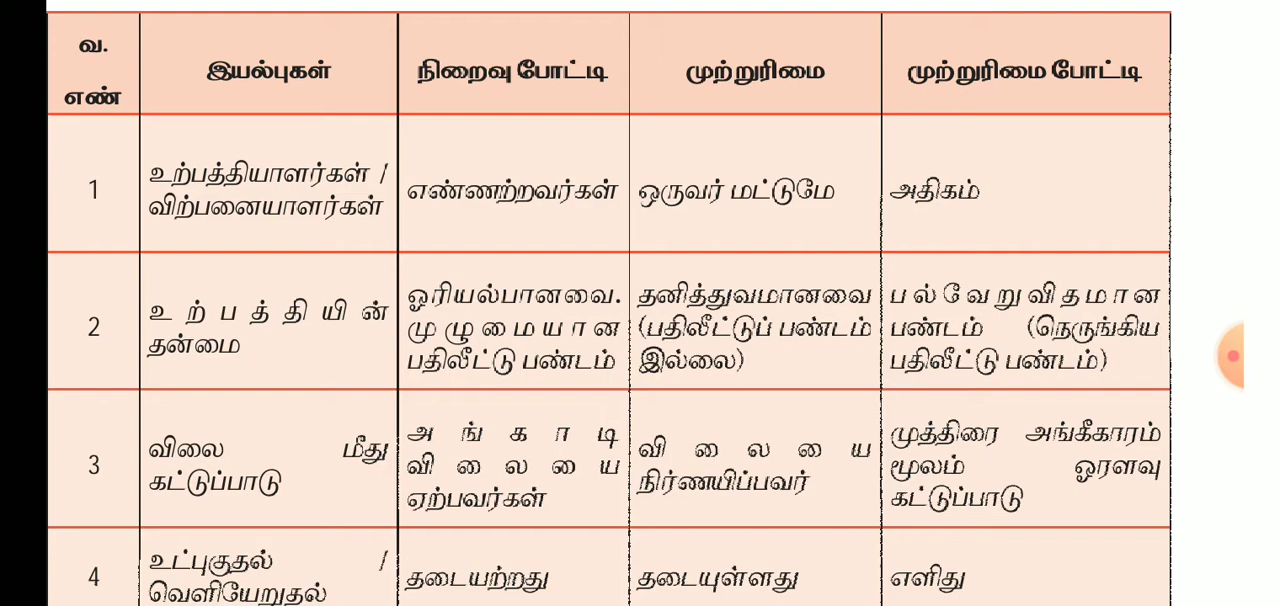 வ.
எண்
இயல்புகள்
நிறைவு போட்டி
முற்றுரிமை
முற்றுரிமை போட்டி
1
உற்பத்தியாளர்கள் /
விற்பனையாளர்கள்
எண்ணற்றவர்கள்
ஒருவர் மட்டுமே
அதிகம்
2
உற்பத்தியின்
தன்மை
ஓரியல்பானவை.
முழுமையான
பதிலீட்டு பண்டம்
தனித்துவமானவை
(பதிலீட்டுப் பண்டம்
இல்லை)
பல்வேறுவிதமான
பண்டம் (நெருங்கிய
பதிலீட்டு பண்டம்)
3
விலை மீது
கட்டுப்பாடு
அங்காடி
விலையை
ஏற்பவர்கள்
விலையை
நிர்ணயிப்பவர்
முத்திரை அங்கீகாரம்
மூலம் ஓரளவு
கட்டுப்பாடு
4
உட்புகுதல் /
வெளியேறுதல்
தடையற்றது
தடையுள்ளது
எளிது